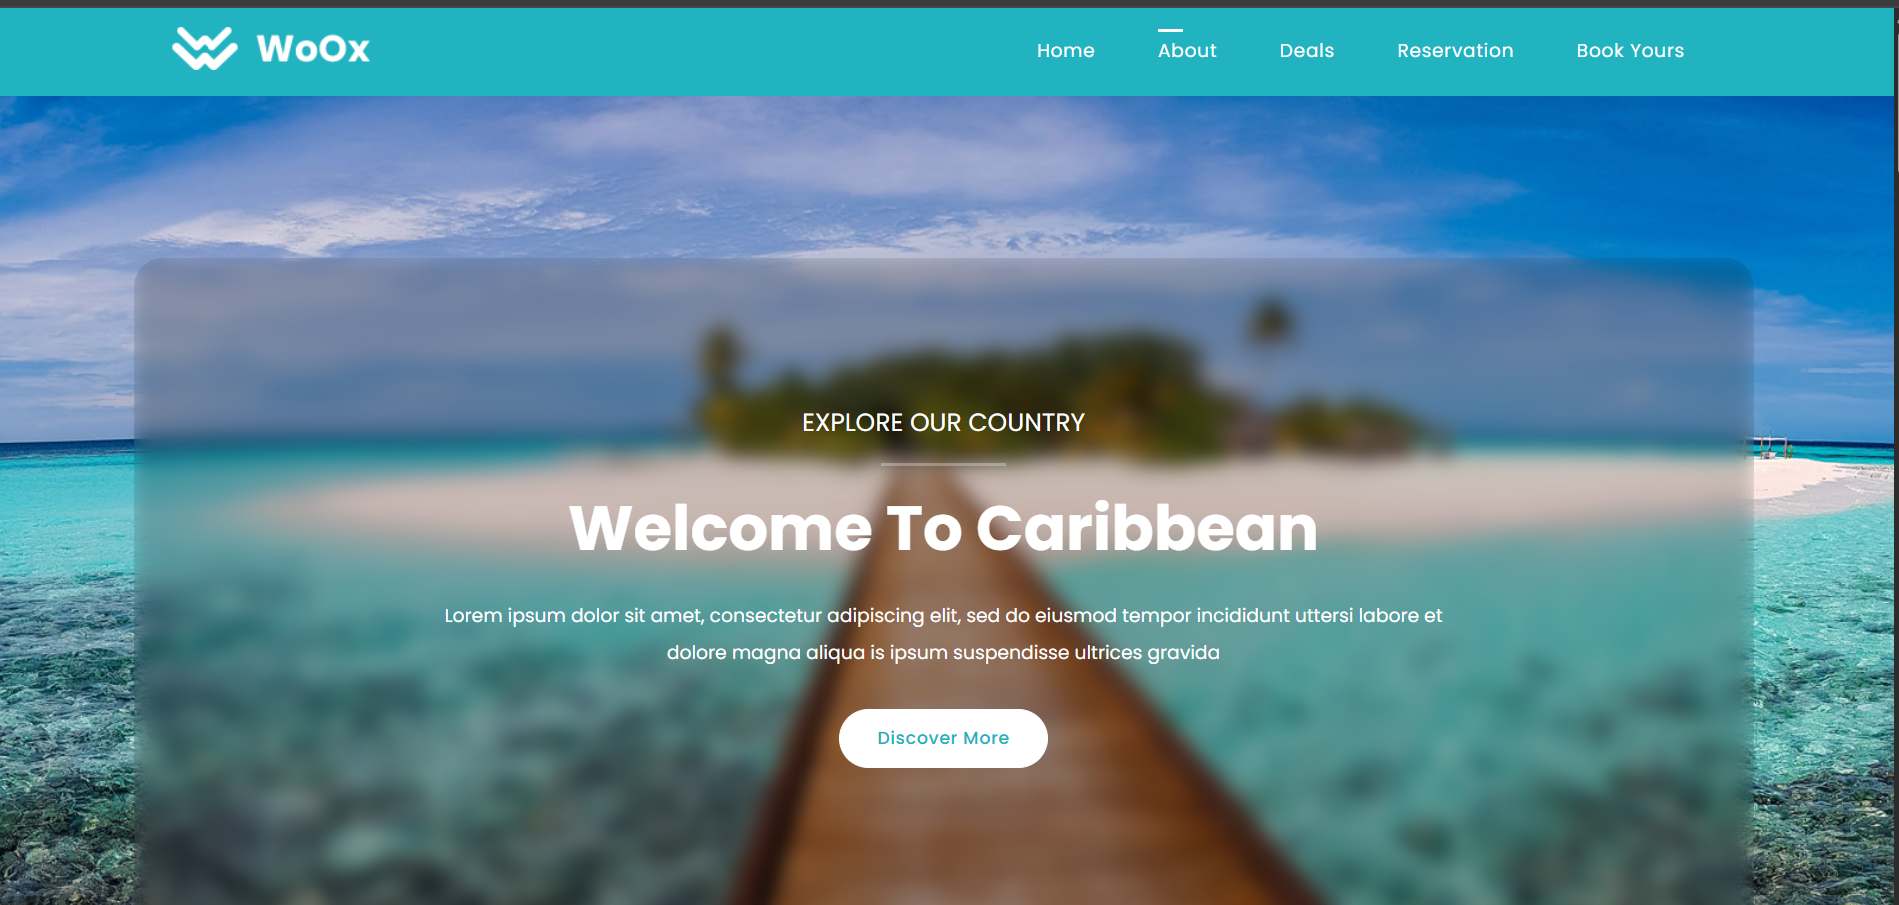 WoOx
Home
About
Deals
Reservation
Book Yours
EXPLORE OUR COUNTRY
Welcome To Caribbean
Lorem ipsum dolor sit amet, consectetur adipiscing elit, sed do eiusmod tempor incididunt uttersi labore et
dolore magna aliqua is ipsum suspendisse ultrices gravida
Discover More